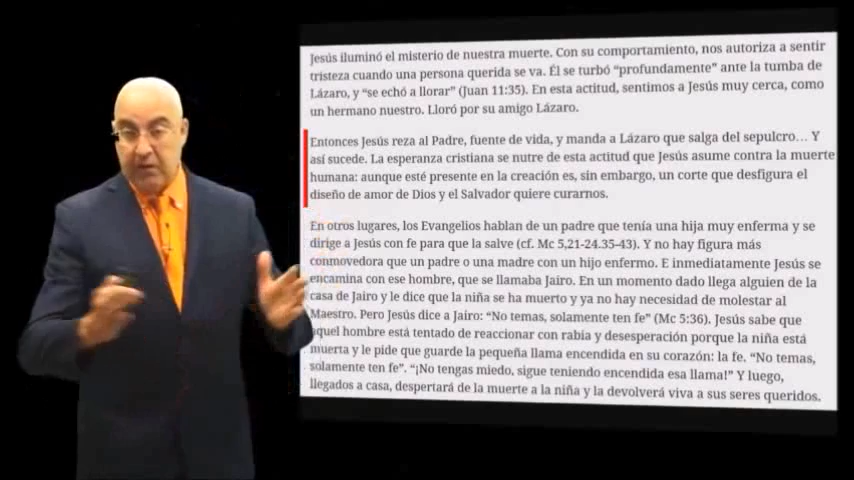 Jesús iluminó el misterio de nuestra muerte. Con su comportamiento, nos autoriza a sentir
tristeza cuando una persona querida se va. Él se turbó “profundamente” ante la tumba de
Lázaro, y “se echó a llorar” (Juan 11:35). En esta actitud, sentimos a Jesús muy cerca, como
un hermano nuestro. Lloró por su amigo Lázaro.
Entonces Jesús reza al Padre, fuente de vida, y manda a Lázaro que salga del sepulcro… Y
así sucede. La esperanza cristiana se nutre de esta actitud que Jesús asume contra la muerte
humana: aunque esté presente en la creación es, sin embargo, un corte que desfigura el
diseño de amor de Dios y el Salvador quiere curarnos.
En otros lugares, los Evangelios hablan de un padre que tenía una hija muy enferma y se
dirige a Jesús con fe para que la salve (cf. Mc 5,21-24.35-43). Y no hay figura más
conmovedora que un padre o una madre con un hijo enfermo. E inmediatamente Jesús se
encamina con ese hombre, que se llamaba Jairo. En un momento dado llega alguien de la
casa de Jairo y le dice que la niña se ha muerto y ya no hay necesidad de molestar al
Maestro. Pero Jesús dice a Jairo: “No temas, solamente ten fe” (Mc 5:36). Jesús sabe que
aquel hombre está tentado de reaccionar con rabia y desesperación porque la niña está
muerta y le pide que guarde la pequeña llama encendida en su corazón: la fe. “No temas,
solamente ten fe”. “¡No tengas miedo, sigue teniendo encendida esa llama!” Y luego,
llegados a casa, despertará de la muerte a la niña y la devolverá viva a sus seres queridos.